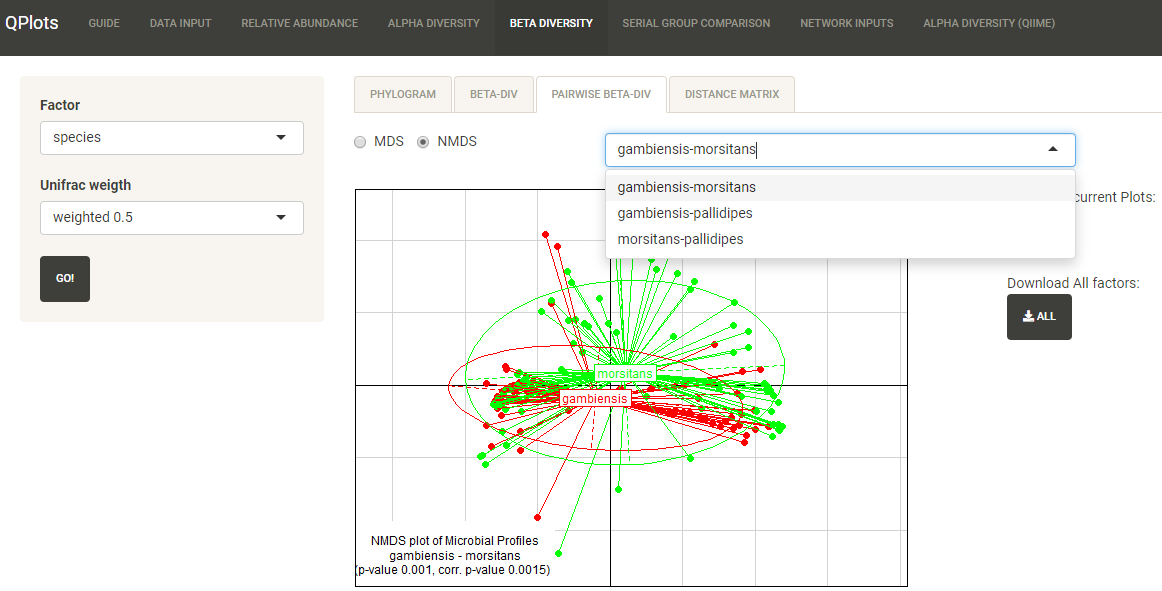 QPlots GUIDE DATA INPUT RELATIVE ABUNDANCE ALPHA DIVERSITY BETA DIVERSITY SERIAL GROUP COMPARISON NETWORK INPUTS ALPHA DIVERSITY (QIIME)
Factor
species
Unifrac weigth
weighted 0.5
GO!
PHYLOGRAM BETA-DIV PAIRWISE BETA-DIV DISTANCE MATRIX
MDS NMDS
gambiensis-morsitans
gambiensis-morsitans
gambiensis-pallidipes
morsitans-pallidipes
current Plots:
Download All factors:
ALL
morsitans
gambiensis
NMDS plot of Microbial Profiles
gambiensis - morsitans
(p-value 0.001, corr. p-value 0.0015)